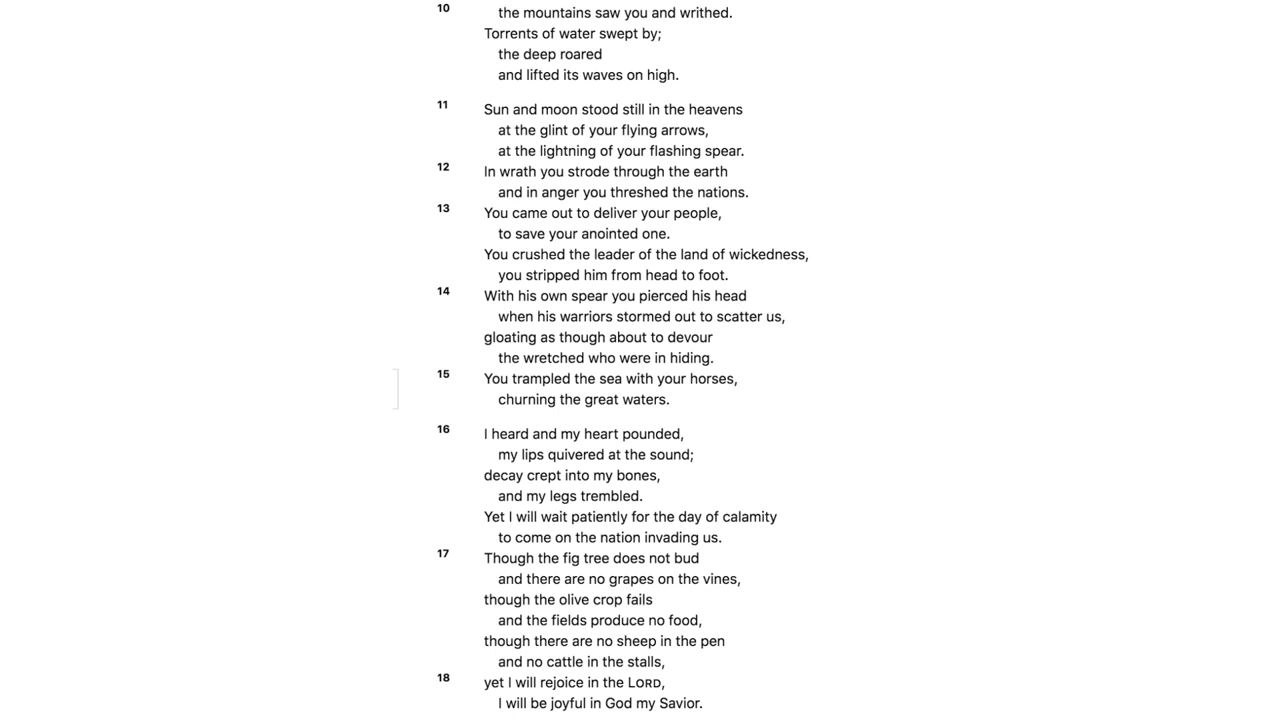 10 the mountains saw you and writhed.
Torrents of water swept by;
the deep roared
and lifted its waves on high.
11 Sun and moon stood still in the heavens
at the glint of your flying arrows,
at the lightning of your flashing spear.
12 In wrath you strode through the earth
and in anger you threshed the nations.
13 You came out to deliver your people,
to save your anointed one.
You crushed the leader of the land of wickedness,
you stripped him from head to foot.
14 With his own spear you pierced his head
when his warriors stormed out to scatter us,
gloating as though about to devour
the wretched who were in hiding.
15 You trampled the sea with your horses,
churning the great waters.
16 I heard and my heart pounded,
my lips quivered at the sound;
decay crept into my bones,
and my legs trembled.
Yet I will wait patiently for the day of calamity
to come on the nation invading us.
17 Though the fig tree does not bud
and there are no grapes on the vines,
though the olive crop fails
and the fields produce no food,
though there are no sheep in the pen
and no cattle in the stalls,
18 yet I will rejoice in the LORD,
I will be joyful in God my Savior.